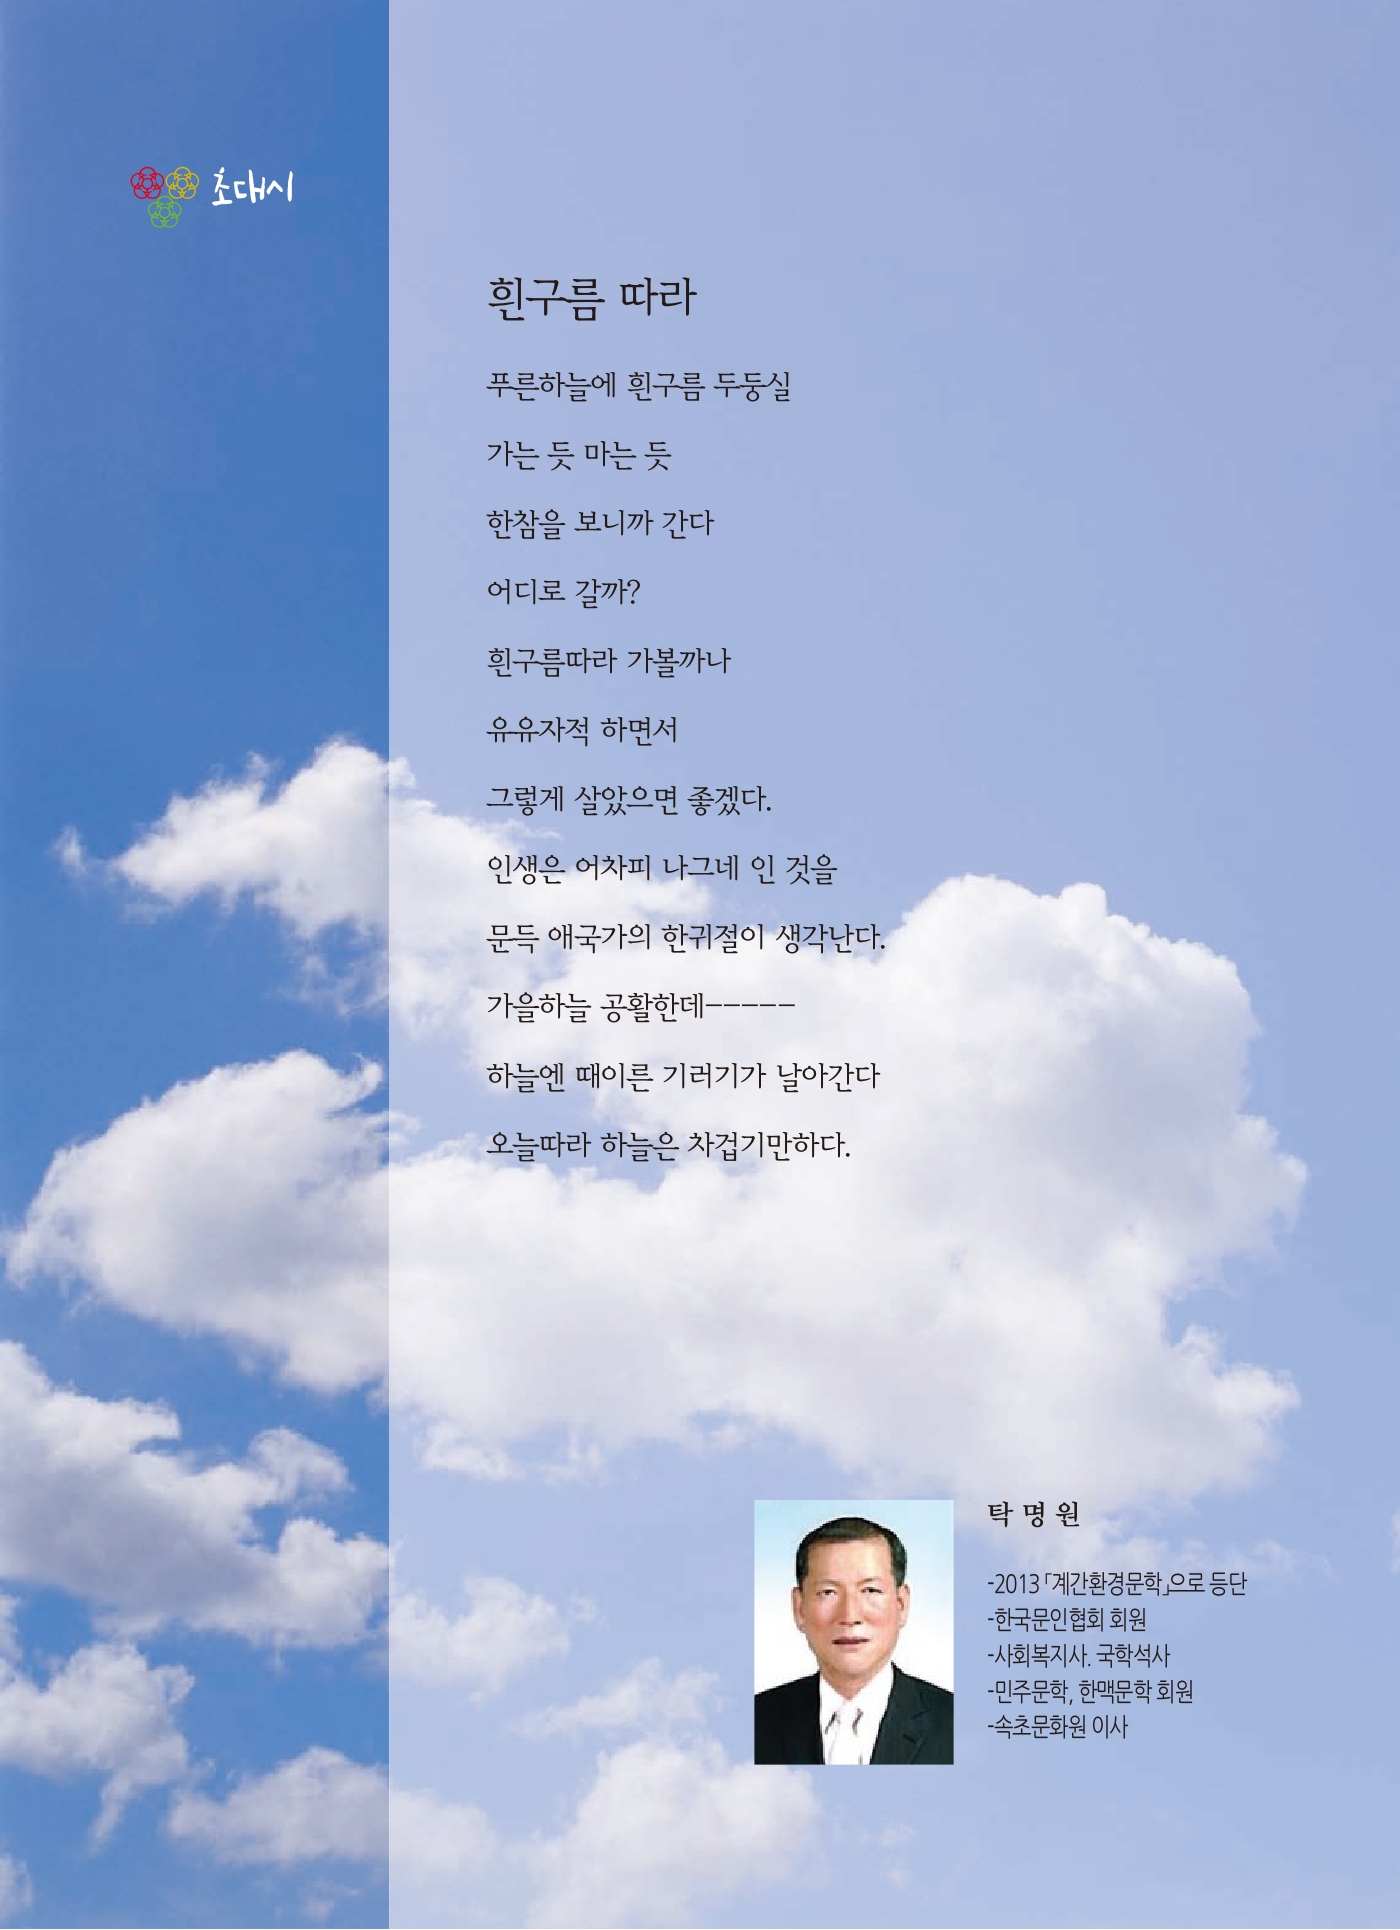 초대시
흰구름 따라
푸른하늘에 흰구름 두둥실
가는 듯 마는 듯
한참을 보니까 간다
어디로 갈까?
흰구름따라 가볼까나
유유자적 하면서
그렇게 살았으면 좋겠다.
인생은 어차피 나그네 인 것을
문득 애국가의 한귀절이 생각난다.
가을하늘 공활한데-----
하늘엔 때이른 기러기가 날아간다
오늘따라 하늘은 차겁기만하다.
탁 명 원
-2013 「계간환경문학」으로 등단
-한국문인협회 회원
-사회복지사. 국학석사
-민주문학, 한맥문학 회원
-속초문화원 이사